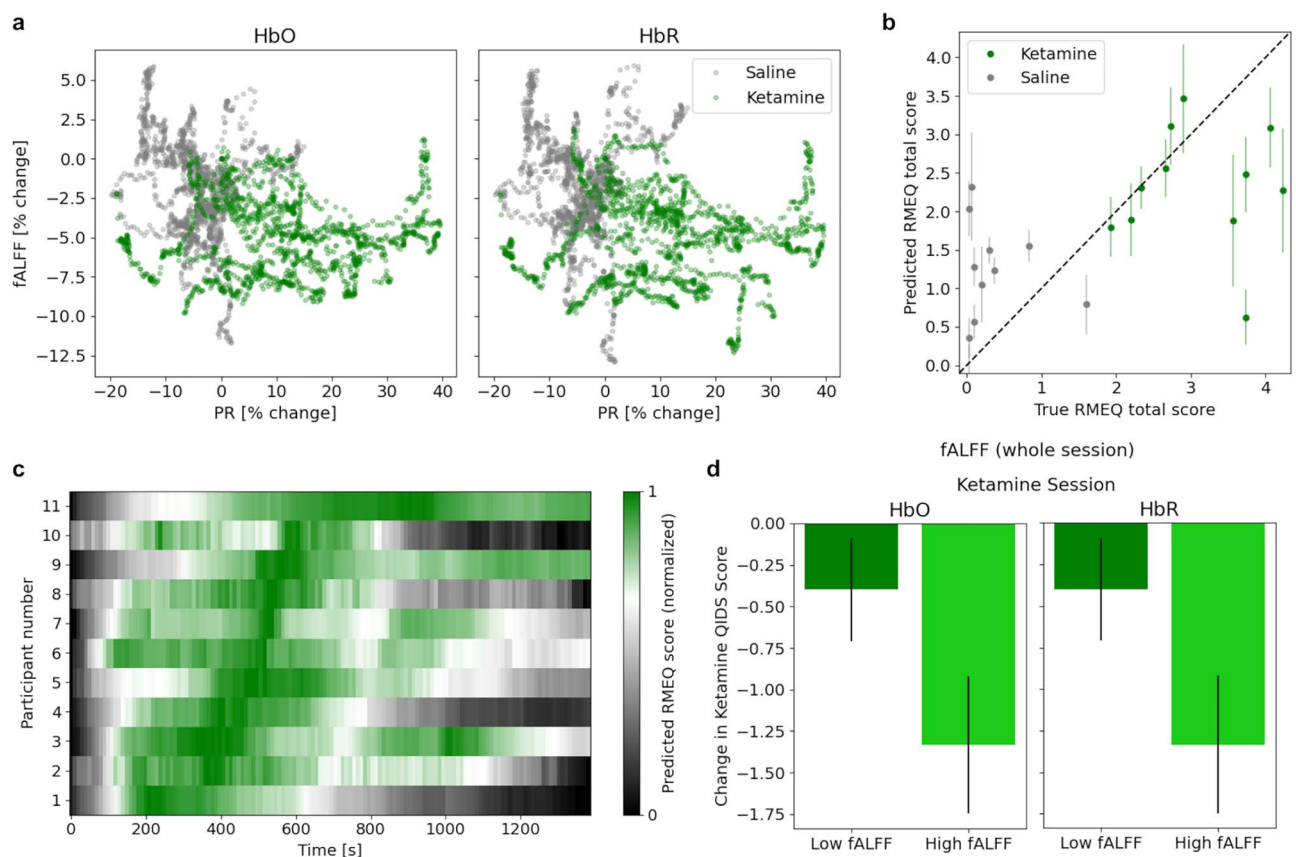 a
HbO
HbR
fALFF [% change]
5.0
2.5
0.0
−2.5
−5.0
−7.5
−10.0
−12.5
Saline
Ketamine
−20 −10 0 10 20 30 40
PR [% change]
−20 −10 0 10 20 30 40
PR [% change]
b
Ketamine
Saline
Predicted RMEQ total score
4.0
3.5
3.0
2.5
2.0
1.5
1.0
0.5
0.0
0 1 2 3 4
True RMEQ total score
c
Participant number
11
10
9
8
7
6
5
4
3
2
1
0 200 400 600 800 1000 1200
Time [s]
1
0
Predicted RMEQ score (normalized)
fALFF (whole session)
d
Ketamine Session
HbO
HbR
Change in Ketamine QIDS Score
0.00
−0.25
−0.50
−0.75
−1.00
−1.25
−1.50
−1.75
Low fALFF High fALFF
Low fALFF High fALFF